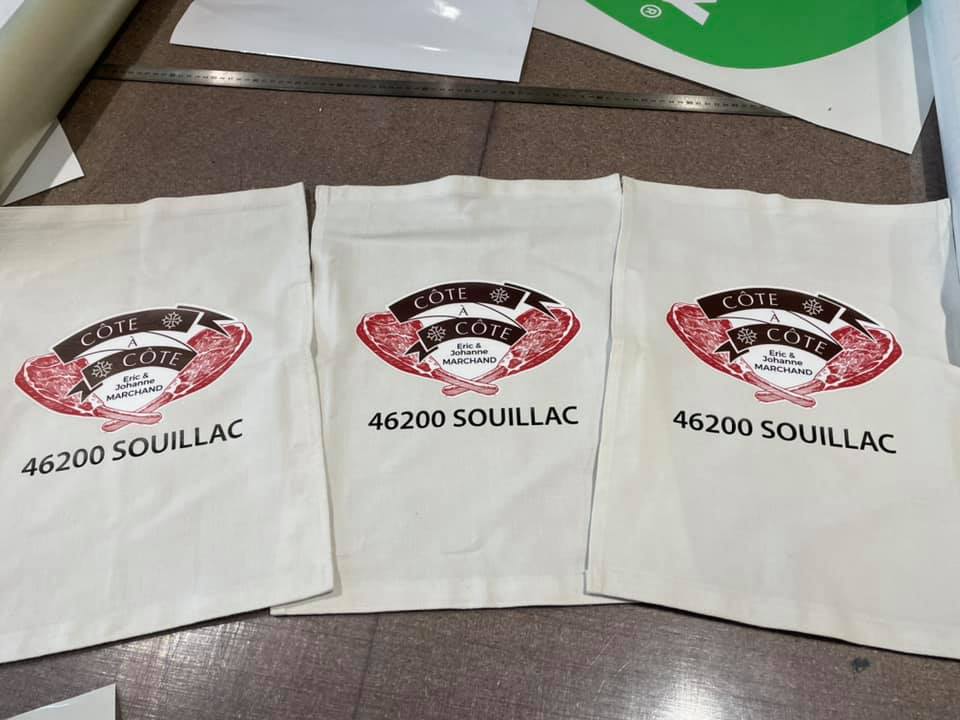 ®
CÔTE
À
CÔTE
Eric &
Johanne
MARCHAND
46200 SOUILLAC
CÔTE
À
CÔTE
Eric &
Johanne
MARCHAND
46200 SOUILLAC
CÔTE
À
CÔTE
Eric &
Johanne
MARCHAND
46200 SOUILLAC